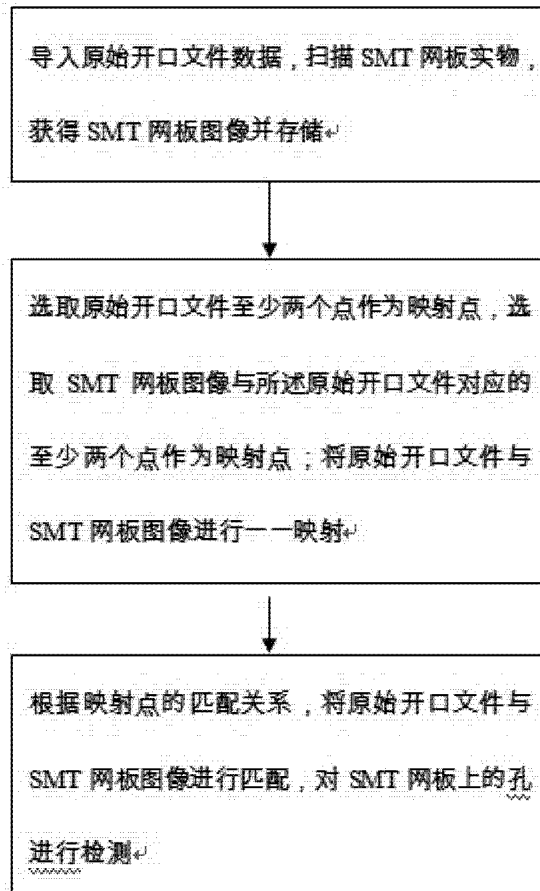 导入原始开口文件数据，扫描 SMT 网板实物，
获得 SMT 网板图像并存储
选取原始开口文件至少两个点作为映射点，选
取 SMT 网板图像与所述原始开口文件对应的
至少两个点作为映射点；将原始开口文件与
SMT 网板图像进行一一映射
根据映射点的匹配关系，将原始开口文件与
SMT 网板图像进行匹配，对 SMT 网板上的孔
进行检测